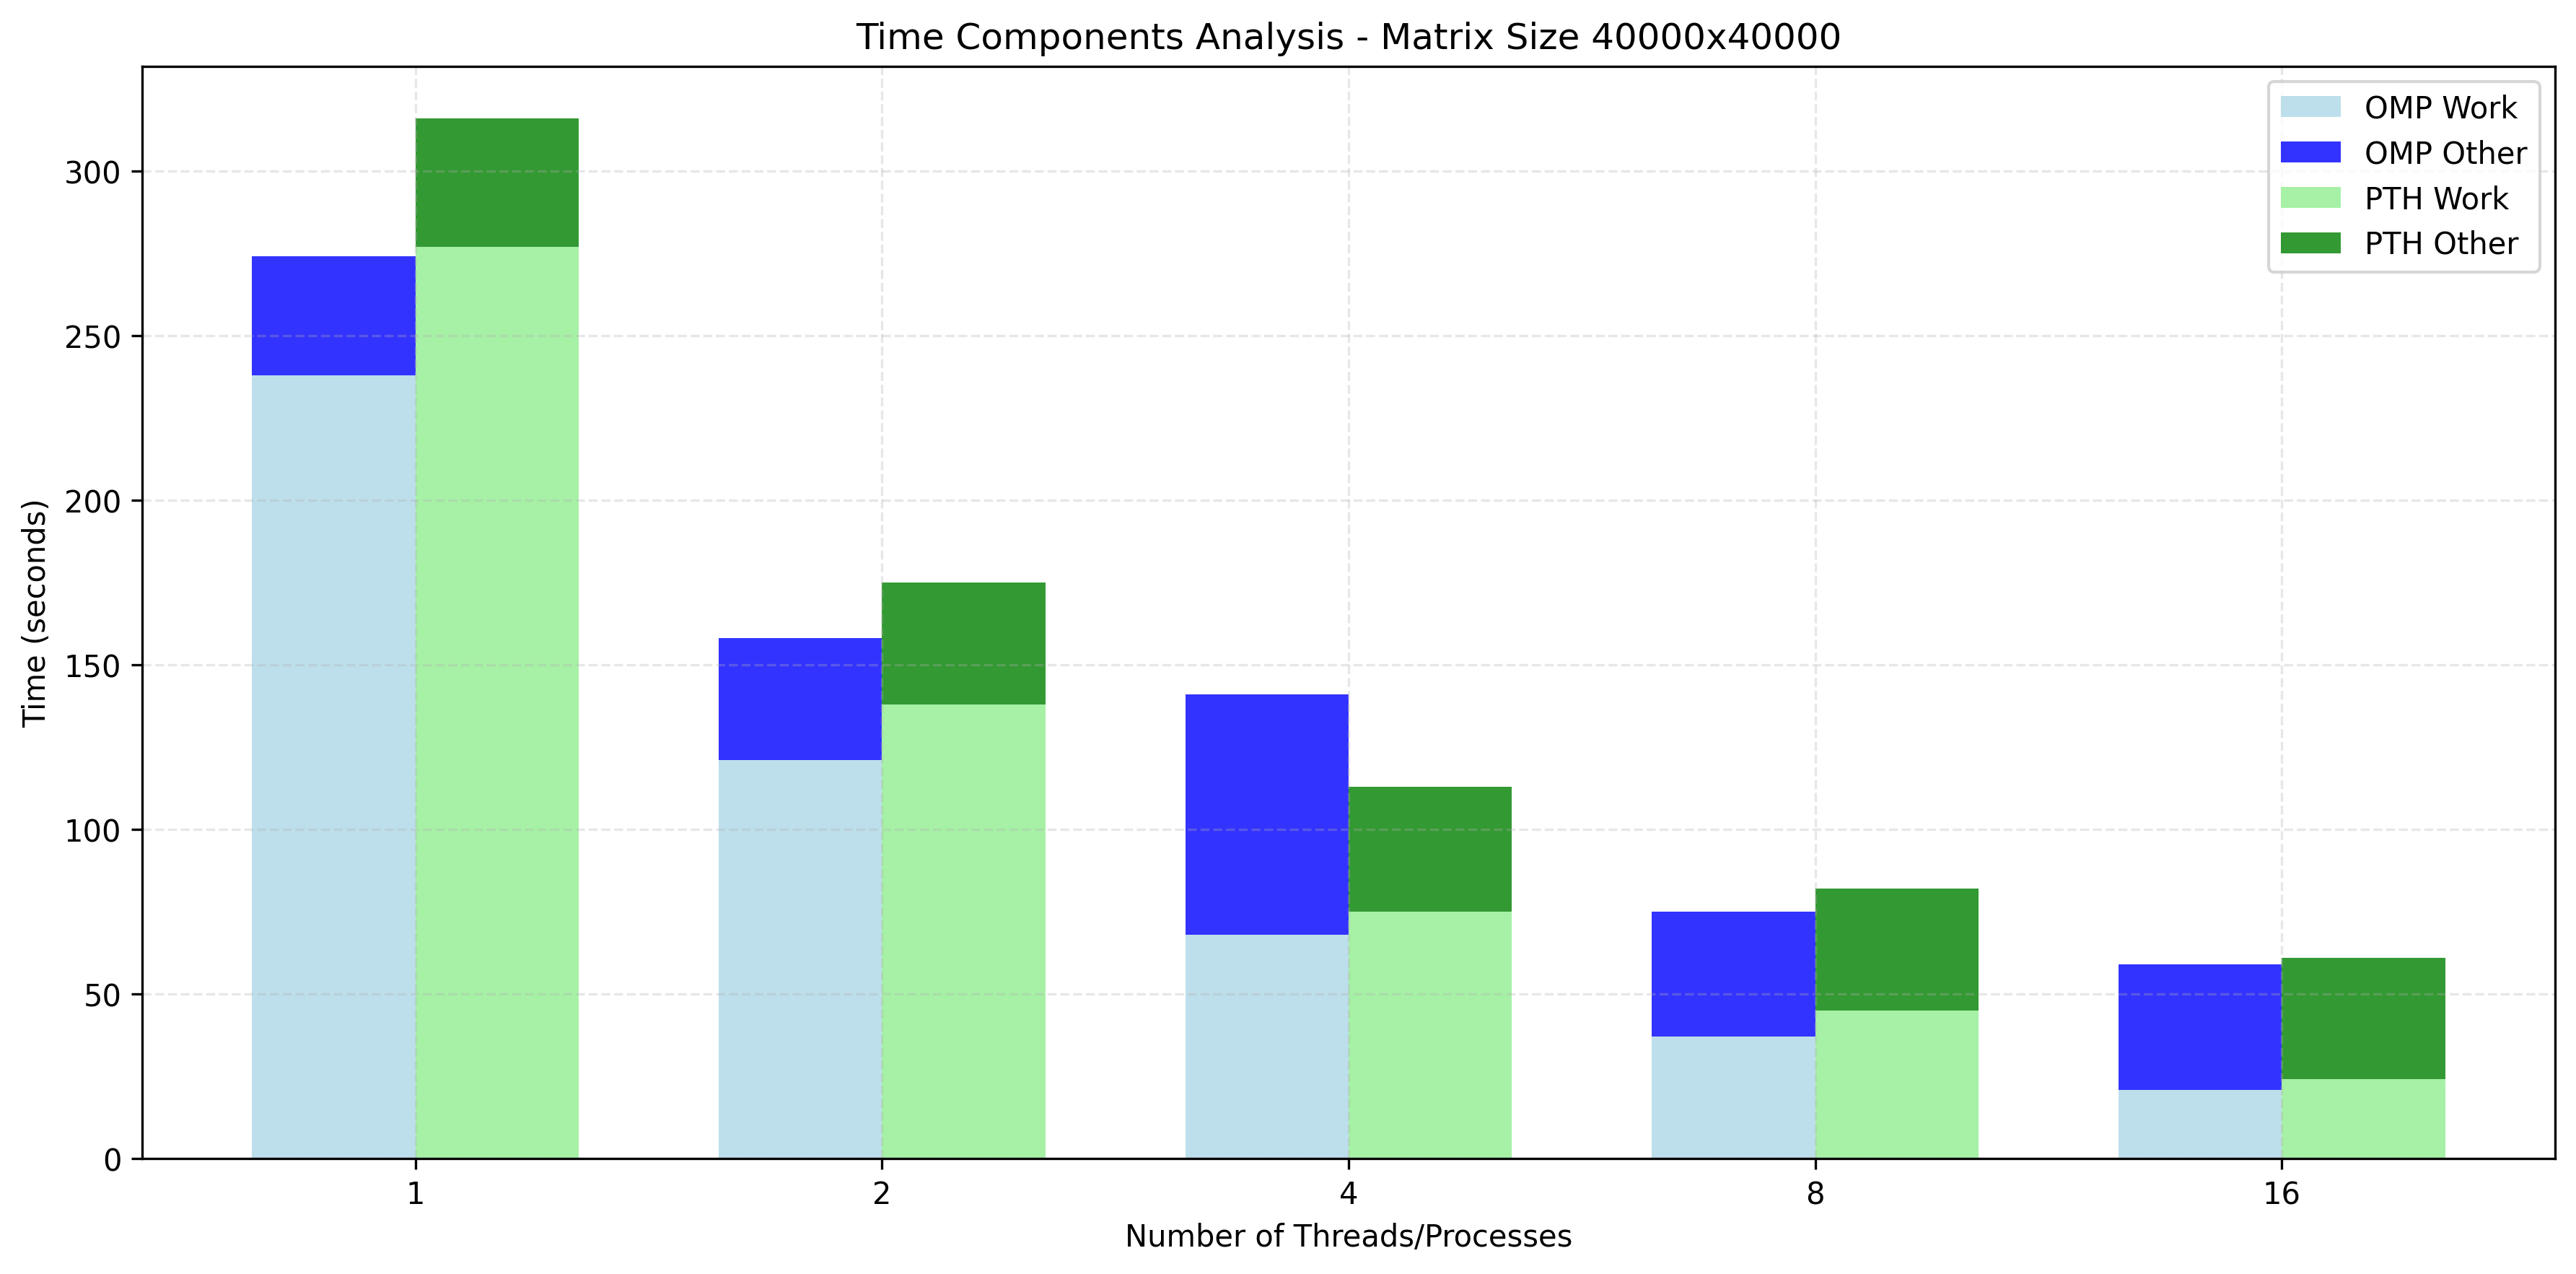 Time Components Analysis - Matrix Size 40000x40000
OMP Work
OMP Other
PTH Work
PTH Other
Time (seconds)
300
250
200
150
100
50
0
1 2 4 8 16
Number of Threads/Processes